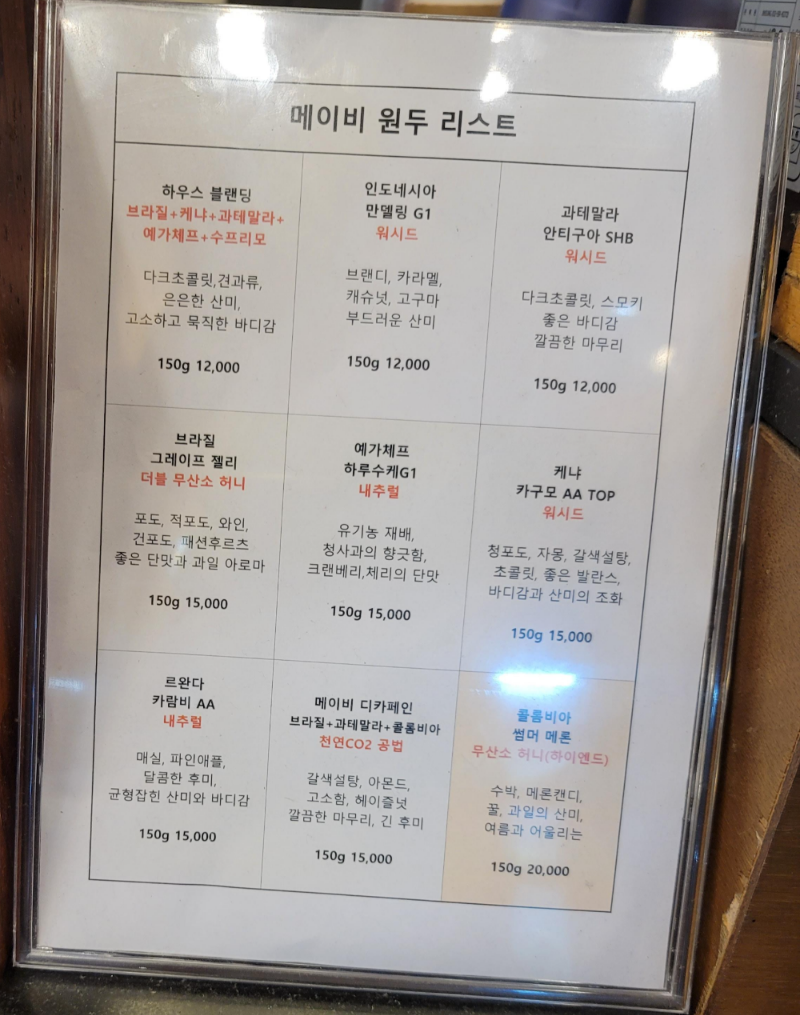 메이비 원두 리스트
하우스 블랜딩
브라질+케냐+과테말라+
예가체프+수프리모
다크초콜릿,견과류,
은은한 산미,
고소하고 묵직한 바디감
150g 12,000
인도네시아
만델링 G1
워시드
브랜디, 카라멜,
캐슈넛, 고구마
부드러운 산미
150g 12,000
과테말라
안티구아 SHB
워시드
다크초콜릿, 스모키
좋은 바디감
깔끔한 마무리
150g 12,000
브라질
그레이프 젤리
더블 무산소 허니
포도, 적포도, 와인,
건포도, 패션후르츠
좋은 단맛과 과일 아로마
150g 15,000
예가체프
하루수케G1
내추럴
유기농 재배,
청사과의 향긋함,
크랜베리,체리의 단맛
150g 15,000
케냐
카구모 AA TOP
워시드
청포도, 자몽, 갈색설탕,
초콜릿, 좋은 발란스,
바디감과 산미의 조화
150g 15,000
르완다
카람비 AA
내추럴
매실, 파인애플,
달콤한 후미,
균형잡힌 산미와 바디감
150g 15,000
메이비 디카페인
브라질+과테말라+콜롬비아
천연CO2 공법
갈색설탕, 아몬드,
고소함, 헤이즐넛
깔끔한 마무리, 긴 후미
150g 15,000
콜롬비아
썸머 메론
무산소 허니(하이엔드)
수박, 메론캔디,
꿀, 과일의 산미,
여름과 어울리는
150g 20,000